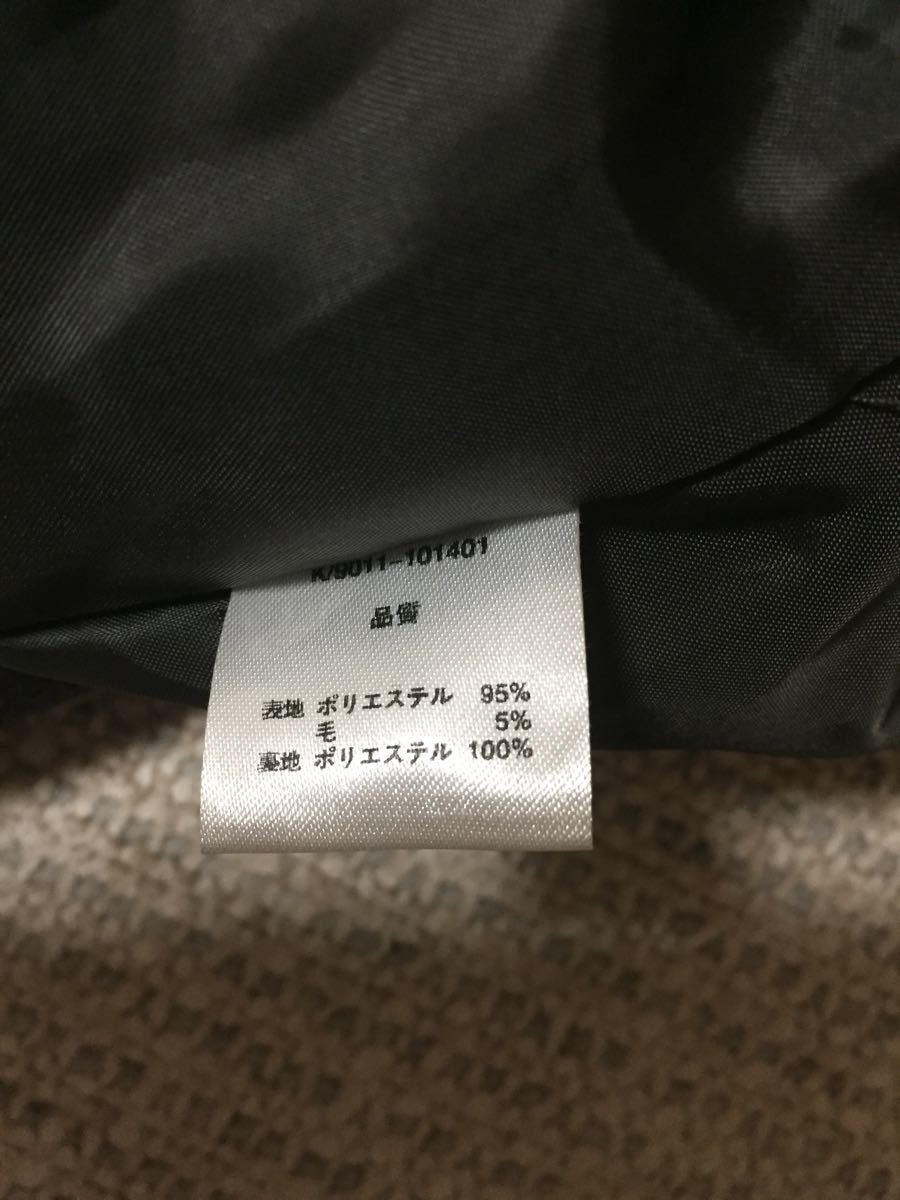 K/9011-101401
品質
表地 ポリエステル 95%
毛 5%
裏地 ポリエステル 100%